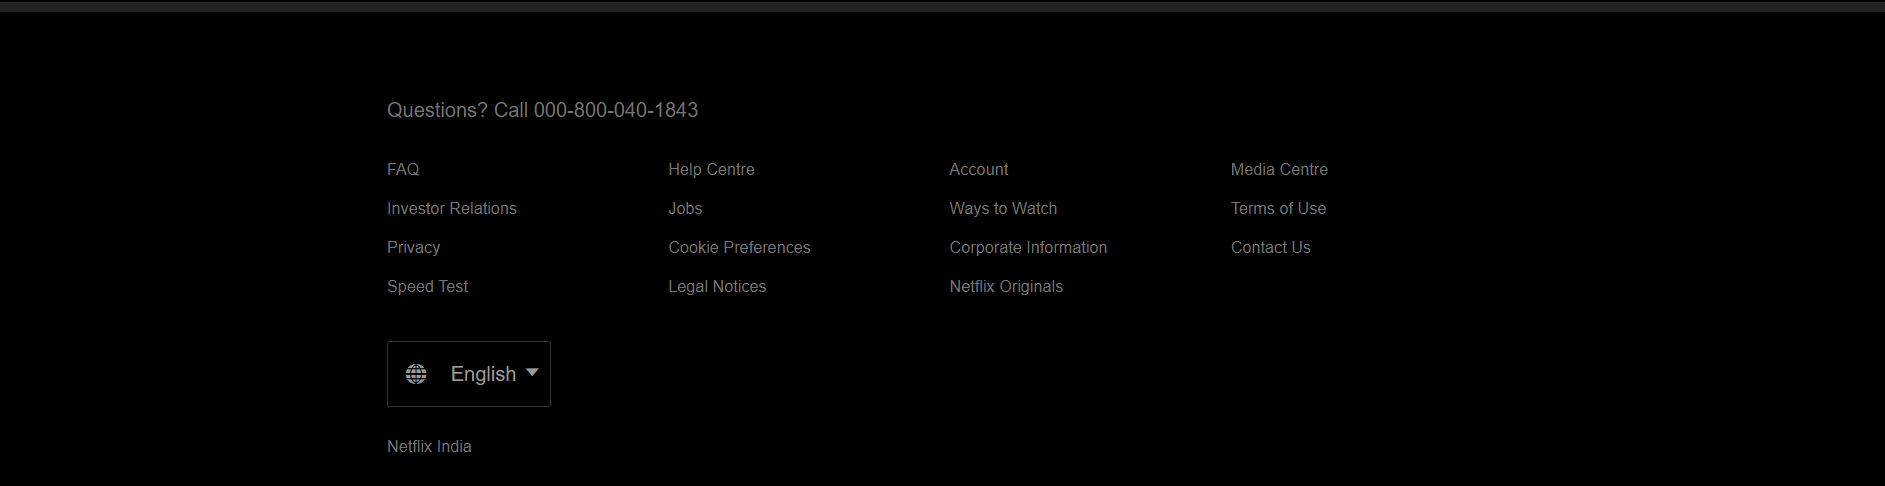 Questions? Call 000-800-040-1843
FAQ
Help Centre
Account
Media Centre
Investor Relations
Jobs
Ways to Watch
Terms of Use
Privacy
Cookie Preferences
Corporate Information
Contact Us
Speed Test
Legal Notices
Netflix Originals
English
Netflix India